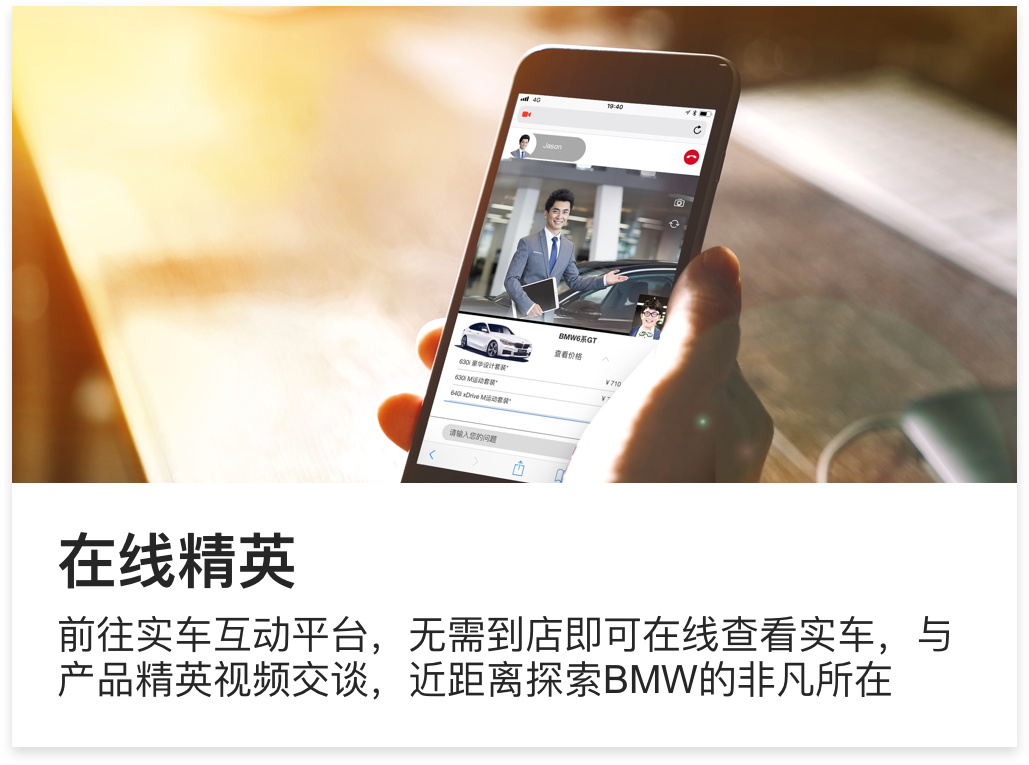 4G 19:40
Jason
BMW6系GT
查看价格
630i 豪华设计套装*
¥ 710
630i M运动套装*
640i xDrive M运动套装*
请输入您的问题
在线精英
前往实车互动平台，无需到店即可在线查看实车，与
产品精英视频交谈，近距离探索BMW的非凡所在